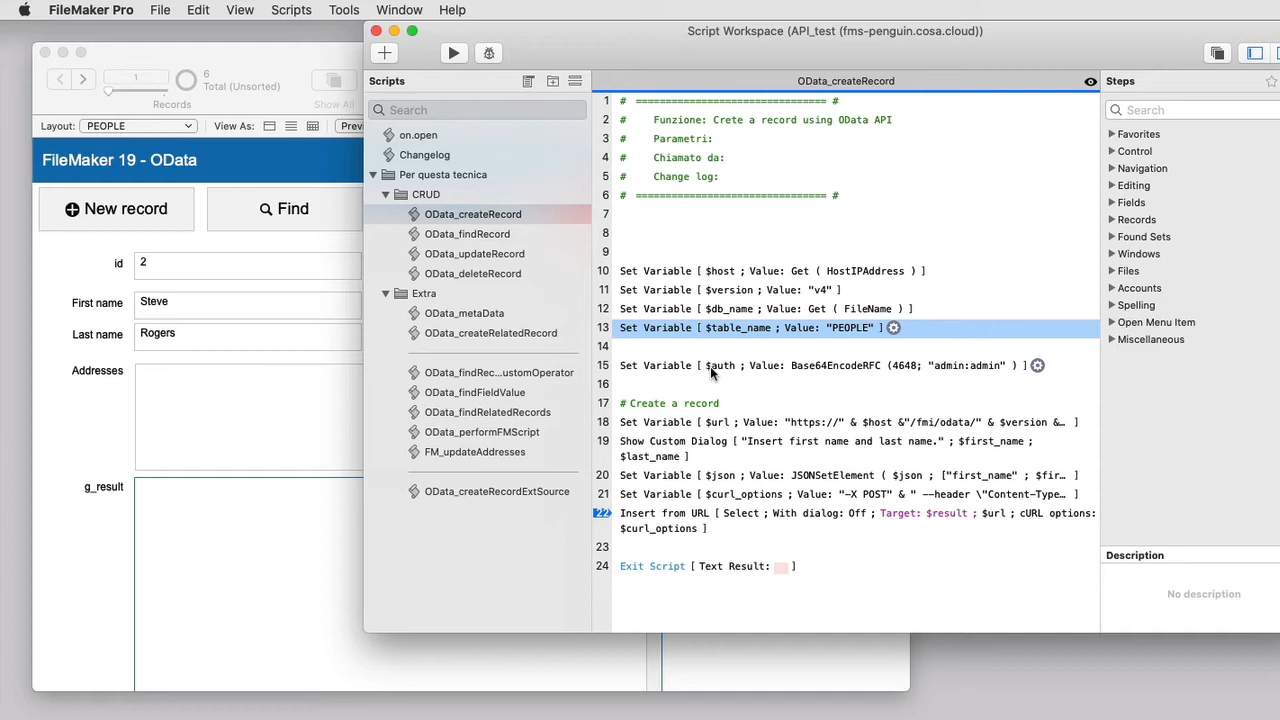 FileMaker Pro File Edit View Scripts Tools Window Help
Script Workspace (API_test (fms-penguin.cosa.cloud))
1
6
Total (Unsorted)
Records
Show All
Layout: PEOPLE View As: Prev
FileMaker 19 - OData
New record
Find
id 2
First name Steve
Last name Rogers
Addresses
g_result
Scripts
Search
on.open
Changelog
Per questa tecnica
CRUD
OData_createRecord
OData_findRecord
OData_updateRecord
OData_deleteRecord
Extra
OData_metaData
OData_createRelatedRecord
OData_findRec...ustomOperator
OData_findFieldValue
OData_findRelatedRecords
OData_performFMScript
FM_updateAddresses
OData_createRecordExtSource
OData_createRecord
1 # ================================ #
2 # Funzione: Crete a record using OData API
3 # Parametri:
4 # Chiamato da:
5 # Change log:
6 # ================================ #
7
8
9
10 Set Variable [ $host ; Value: Get ( HostIPAddress ) ]
11 Set Variable [ $version ; Value: "v4" ]
12 Set Variable [ $db_name ; Value: Get ( FileName ) ]
13 Set Variable [ $table_name ; Value: "PEOPLE" ]
14
15 Set Variable [ $auth ; Value: Base64EncodeRFC (4648; "admin:admin" ) ]
16
17 # Create a record
18 Set Variable [ $url ; Value: "https://" & $host &"/fmi/odata/" & $version &… ]
19 Show Custom Dialog [ "Insert first name and last name." ; $first_name ;
$last_name ]
20 Set Variable [ $json ; Value: JSONSetElement ( $json ; ["first_name" ; $fir… ]
21 Set Variable [ $curl_options ; Value: "-X POST" & " --header \"Content-Type… ]
22 Insert from URL [ Select ; With dialog: Off ; Target: $result ; $url ; cURL options:
$curl_options ]
23
24 Exit Script [ Text Result: ]
Steps
Search
Favorites
Control
Navigation
Editing
Fields
Records
Found Sets
Windows
Files
Accounts
Spelling
Open Menu Item
Miscellaneous
Description
No description